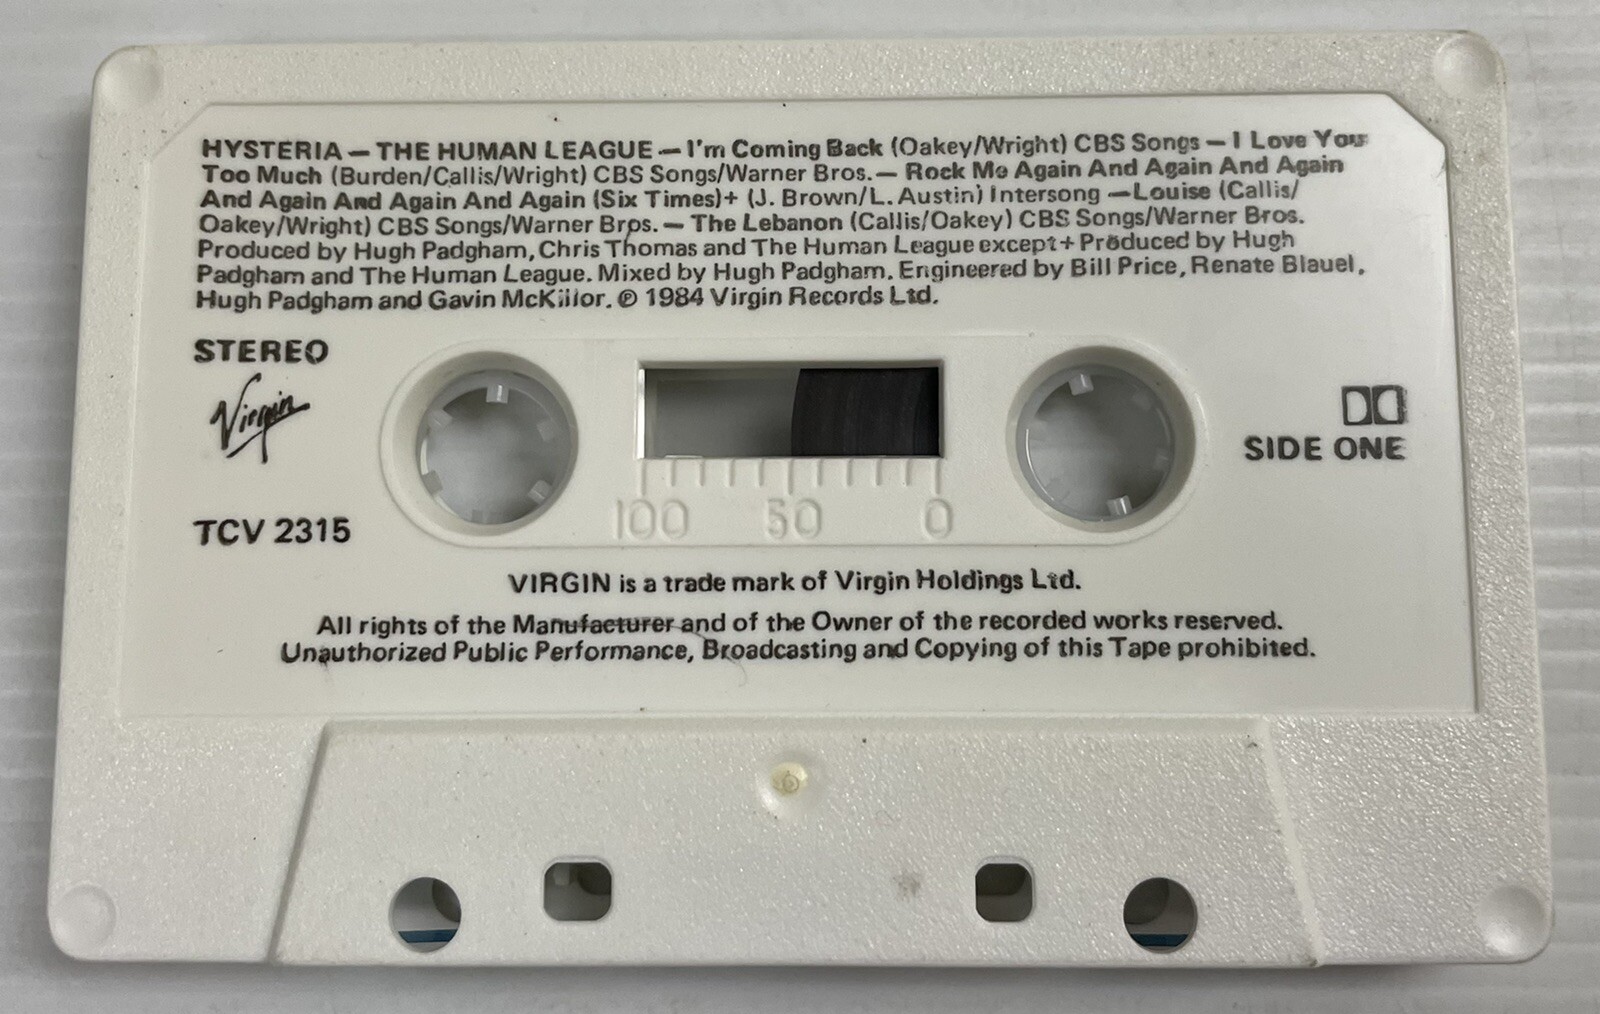 HYSTERIA — THE HUMAN LEAGUE — I'm Coming Back (Oakey/Wright) CBS Songs — I Love You
Too Much (Burden/Callis/Wright) CBS Songs/Warner Bros. — Rock Me Again And Again And Again
And Again And Again And Again (Six Times)+ (J. Brown/L. Austin) Intersong — Louise (Callis/
Oakey/Wright) CBS Songs/Warner Bros. — The Lebanon (Callis/Oakey) CBS Songs/Warner Bros.
Produced by Hugh Padgham, Chris Thomas and The Human League except + Produced by Hugh
Padgham and The Human League. Mixed by Hugh Padgham. Engineered by Bill Price, Renate Blauel,
Hugh Padgham and Gavin McKillor. ℗ 1984 Virgin Records Ltd.
STEREO
Virgin
SIDE ONE
100 50 0
TCV 2315
VIRGIN is a trade mark of Virgin Holdings Ltd.
All rights of the Manufacturer and of the Owner of the recorded works reserved.
Unauthorized Public Performance, Broadcasting and Copying of this Tape prohibited.